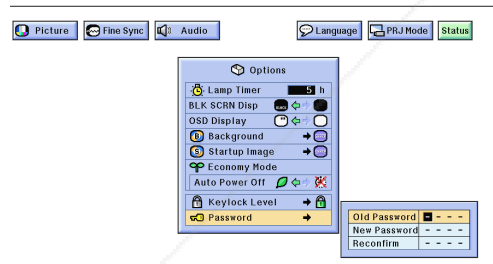 Picture Fine Sync Audio Language PRJ Mode Status
Options
Lamp Timer 5 h
BLK SCRN Disp
OSD Display
Background
Startup Image
Economy Mode
Auto Power Off
Keylock Level
Password
Old Password - - - -
New Password - - - -
Reconfirm - - - -